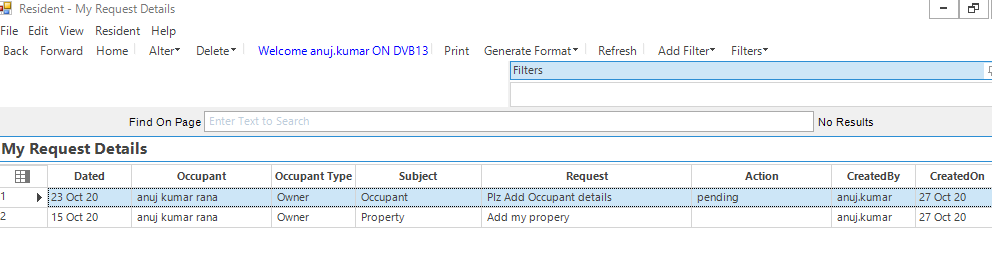 Resident - My Request Details
File Edit View Resident Help
Back Forward Home Alter Delete Welcome anuj.kumar ON DVB13 Print Generate Format Refresh Add Filter Filters
Filters
Find On Page Enter Text to Search No Results
My Request Details
Dated Occupant Occupant Type Subject Request Action CreatedBy CreatedOn
1 23 Oct 20 anuj kumar rana Owner Occupant Plz Add Occupant details pending anuj.kumar 27 Oct 20
2 15 Oct 20 anuj kumar rana Owner Property Add my propery anuj.kumar 27 Oct 20